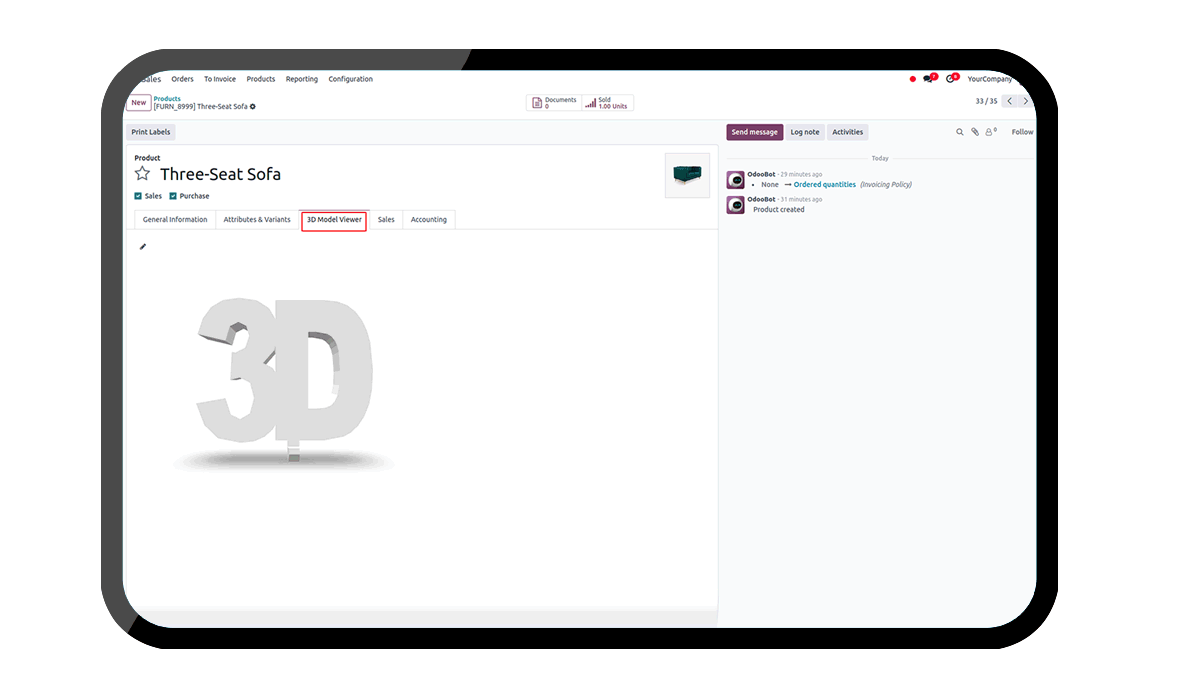 Sales Orders To Invoice Products Reporting Configuration
7 6 YourCompany
New Products
[FURN_8999] Three-Seat Sofa
Documents
0
Sold
1.00 Units
33 / 35
Print Labels
Send message Log note Activities
0 Follow
Product
Three-Seat Sofa
Sales Purchase
General Information Attributes & Variants 3D Model Viewer Sales Accounting
3D
Today
OdooBot - 29 minutes ago
• None → Ordered quantities (Invoicing Policy)
OdooBot - 31 minutes ago
Product created